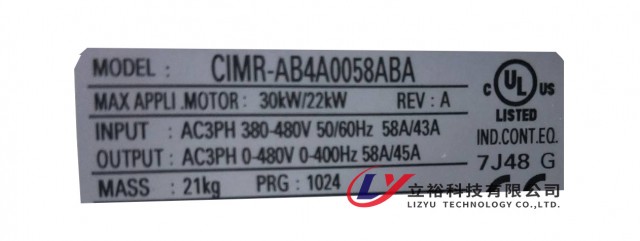 MODEL : CIMR-AB4A0058ABA
MAX APPLI .MOTOR : 30kW/22kW REV : A
INPUT : AC3PH 380-480V 50/60Hz 58A/43A
OUTPUT : AC3PH 0-480V 0-400Hz 58A/45A
MASS : 21kg PRG : 1024
C UL US
LISTED
IND.CONT.EQ.
7J48 G
CE
LY 立裕科技有限公司
LIZYU TECHNOLOGY CO.,LTD.